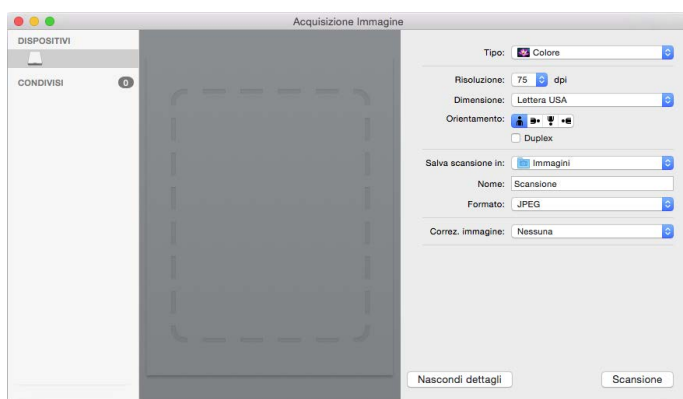 Acquisizione Immagine
DISPOSITIVI
CONDIVISI 0
Tipo: Colore
Risoluzione: 75 dpi
Dimensione: Lettera USA
Orientamento:
Duplex
Salva scansione in: Immagini
Nome: Scansione
Formato: JPEG
Correz. immagine: Nessuna
Nascondi dettagli Scansione